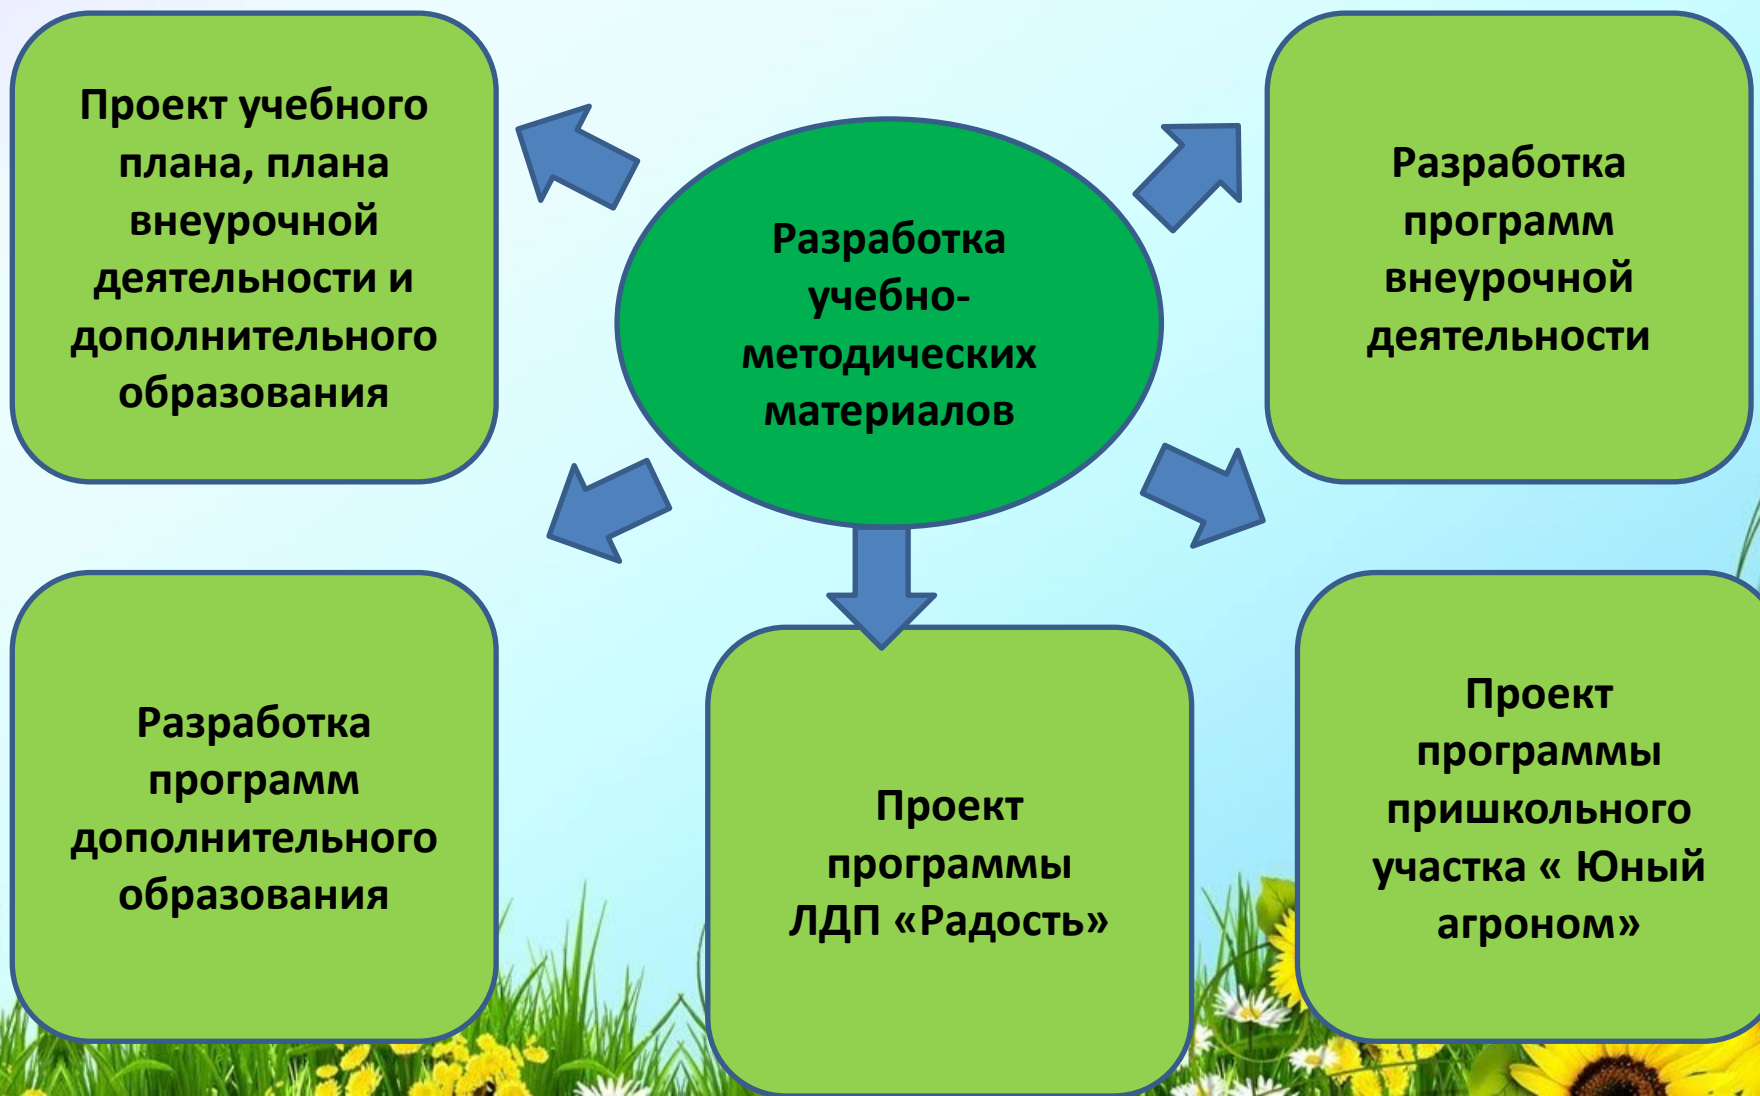 Проект учебного
плана, плана
внеурочной
деятельности и
дополнительного
образования
Разработка
учебно-
методических
материалов
Разработка
программ
внеурочной
деятельности
Разработка
программ
дополнительного
образования
Проект
программы
ЛДП «Радость»
Проект
программы
пришкольного
участка « Юный
агроном»